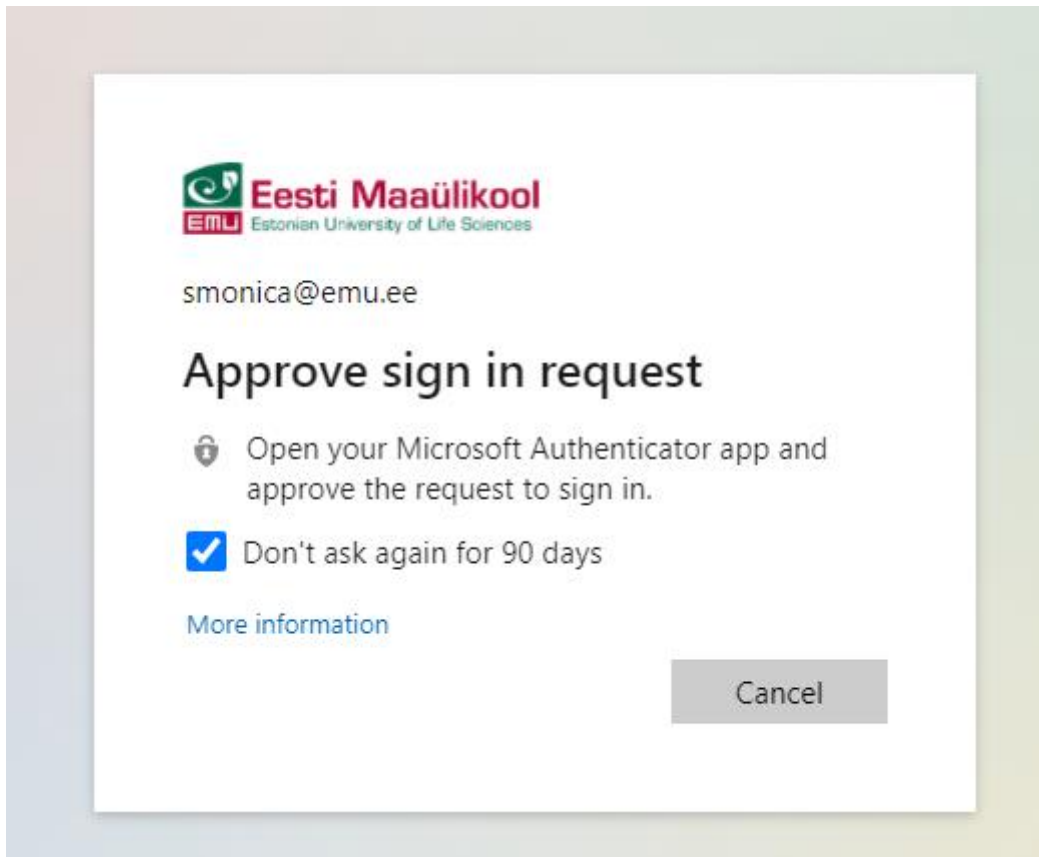 Eesti Maaülikool
EMU
Estonian University of Life Sciences
smonica@emu.ee
Approve sign in request
Open your Microsoft Authenticator app and
approve the request to sign in.
Don't ask again for 90 days
More information
Cancel